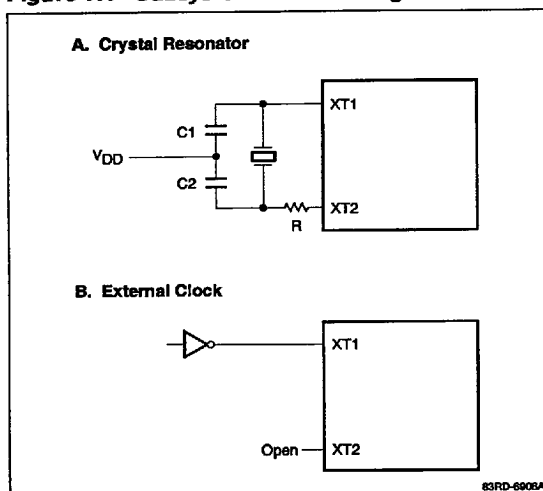 A. Crystal Resonator
XT1
C1
VDD
C2
XT2
R
B. External Clock
XT1
Open
XT2
83RD-6908A